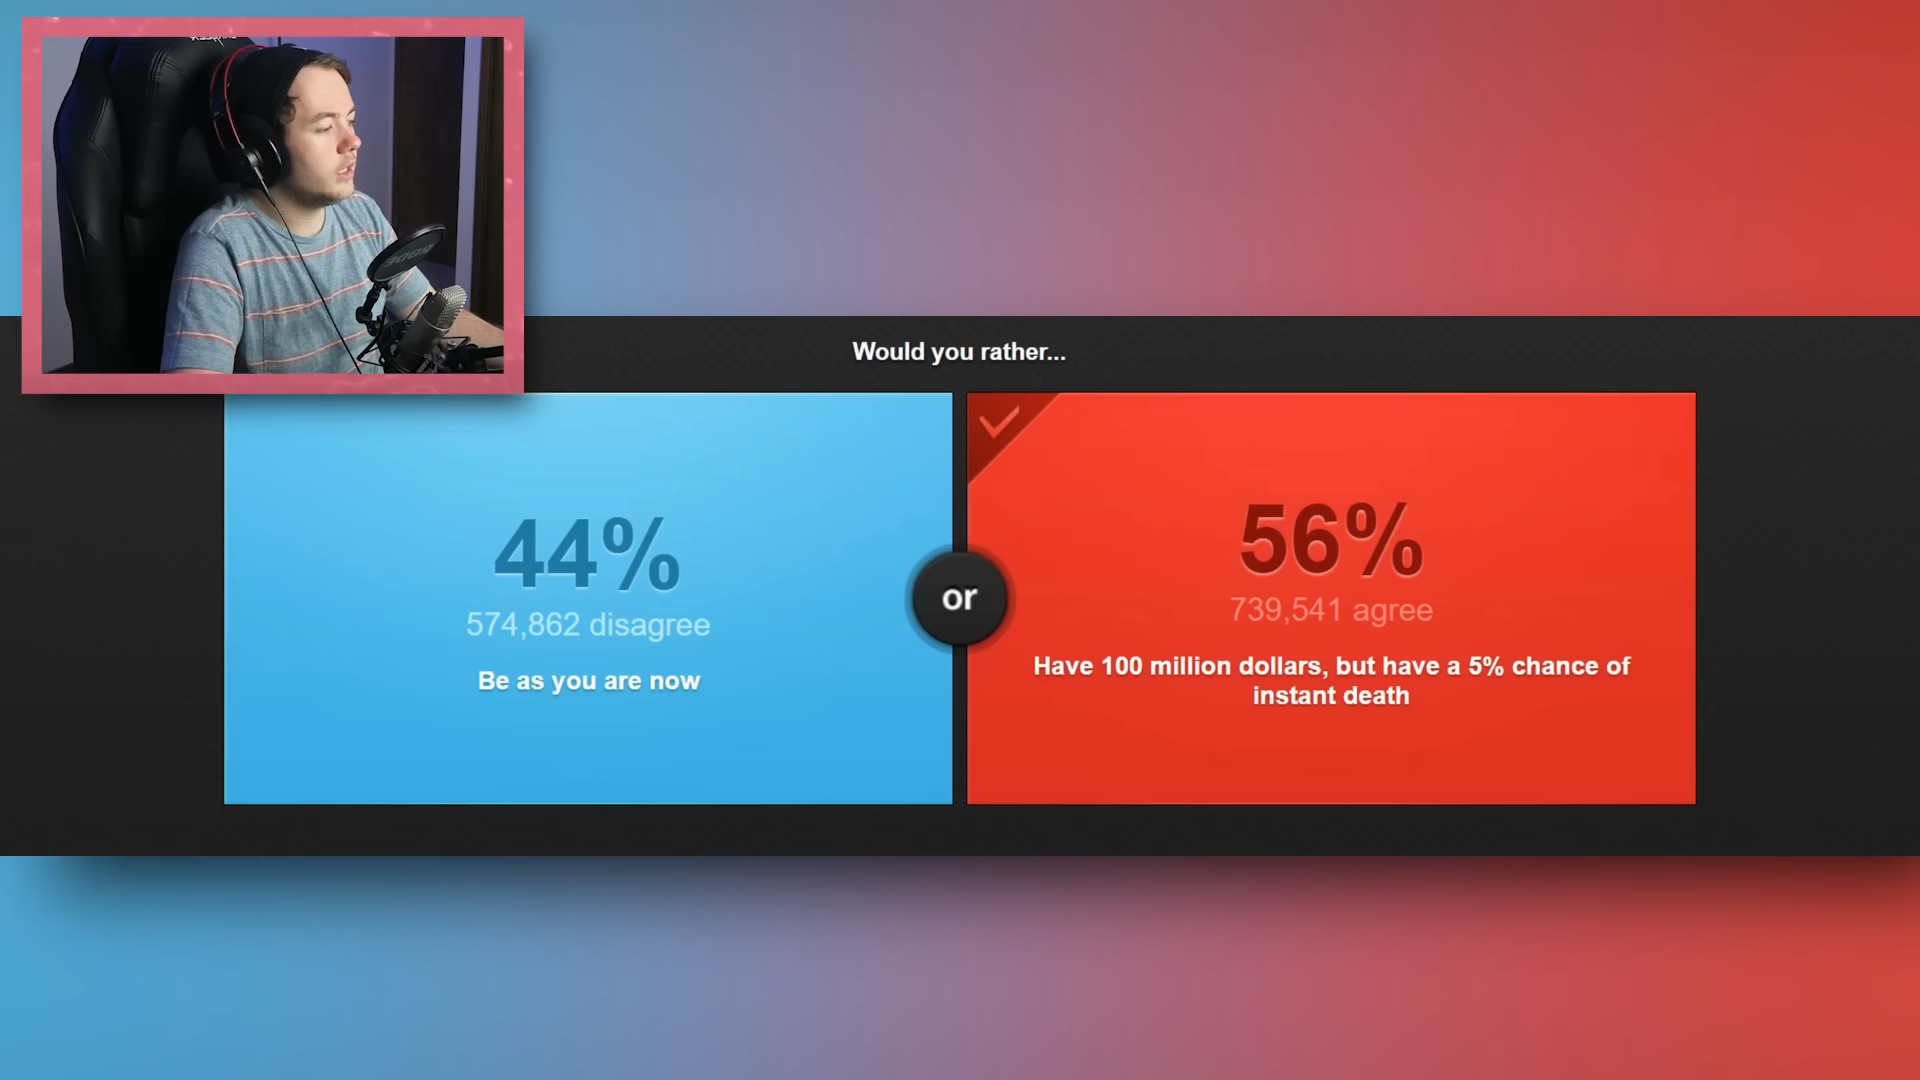 Would you rather...
44%
574,862 disagree
Be as you are now
or
56%
739,541 agree
Have 100 million dollars, but have a 5% chance of
instant death
RODE